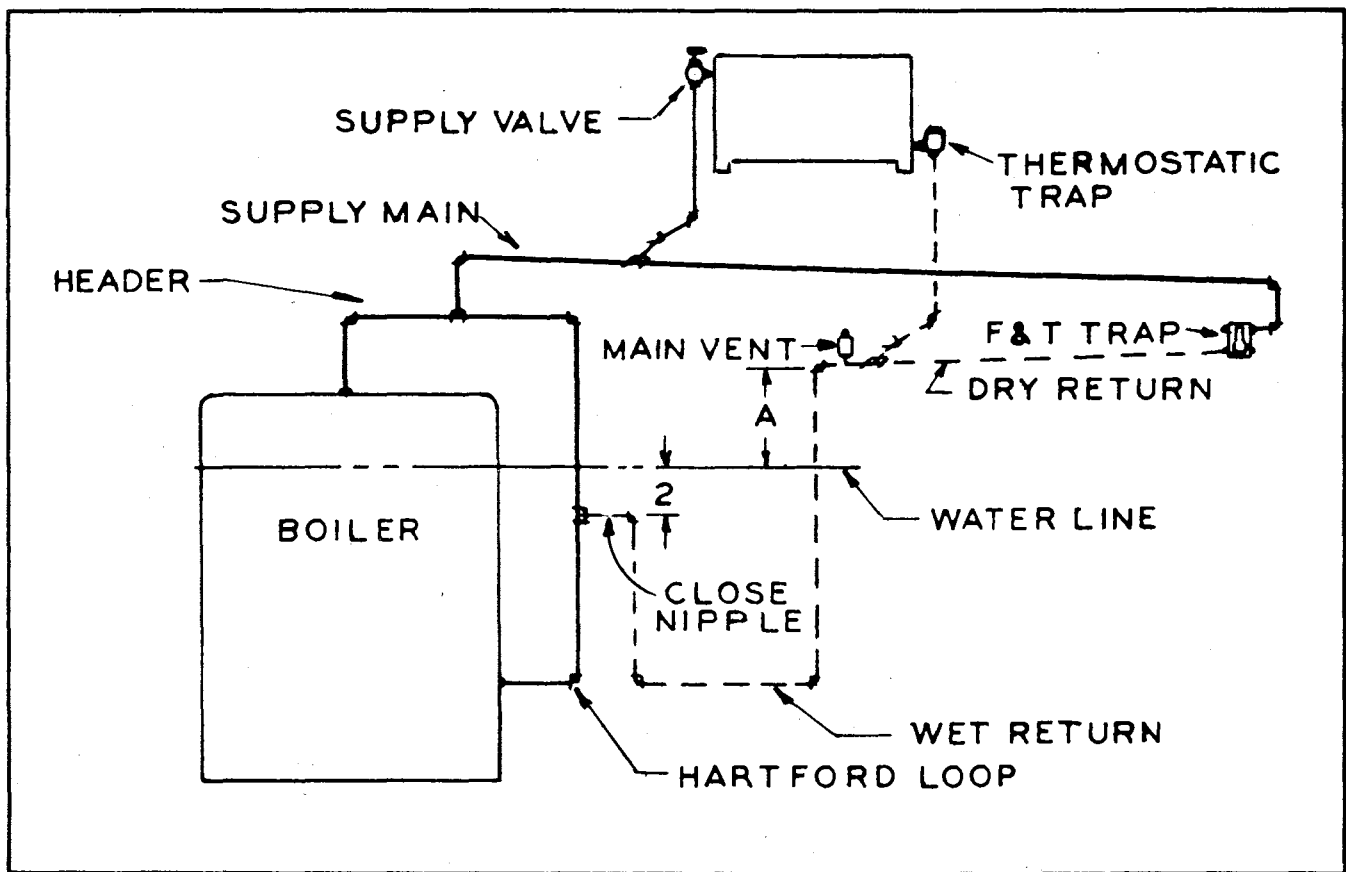 SUPPLY VALVE
THERMOSTATIC
TRAP
SUPPLY MAIN
HEADER
MAIN VENT
F & T TRAP
DRY RETURN
A
2
BOILER
WATER LINE
CLOSE
NIPPLE
WET RETURN
HARTFORD LOOP